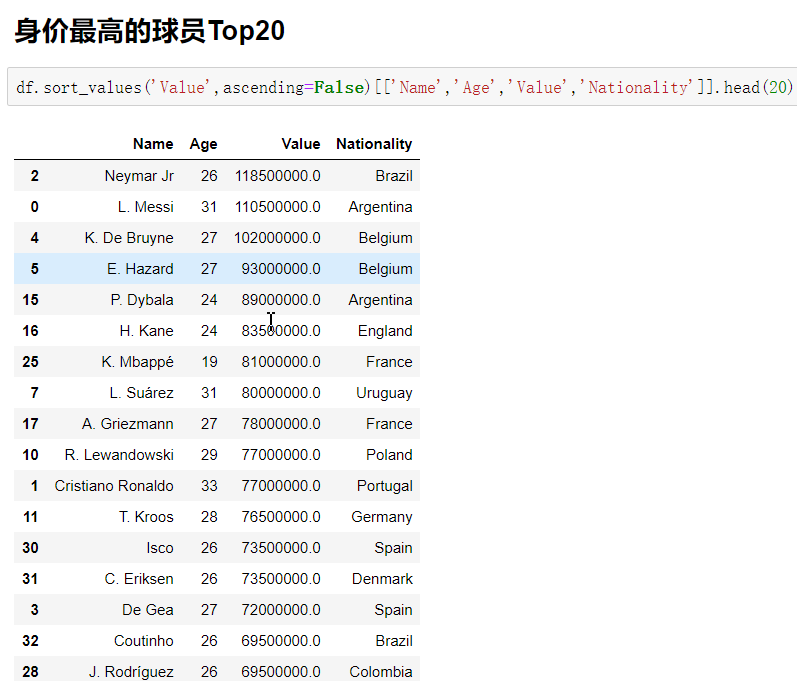 身价最高的球员Top20
df.sort_values('Value',ascending=False)[['Name','Age','Value','Nationality']].head(20)
Name Age Value Nationality
2 Neymar Jr 26 118500000.0 Brazil
0 L. Messi 31 110500000.0 Argentina
4 K. De Bruyne 27 102000000.0 Belgium
5 E. Hazard 27 93000000.0 Belgium
15 P. Dybala 24 89000000.0 Argentina
16 H. Kane 24 83500000.0 England
25 K. Mbappé 19 81000000.0 France
7 L. Suárez 31 80000000.0 Uruguay
17 A. Griezmann 27 78000000.0 France
10 R. Lewandowski 29 77000000.0 Poland
1 Cristiano Ronaldo 33 77000000.0 Portugal
11 T. Kroos 28 76500000.0 Germany
30 Isco 26 73500000.0 Spain
31 C. Eriksen 26 73500000.0 Denmark
3 De Gea 27 72000000.0 Spain
32 Coutinho 26 69500000.0 Brazil
28 J. Rodríguez 26 69500000.0 Colombia